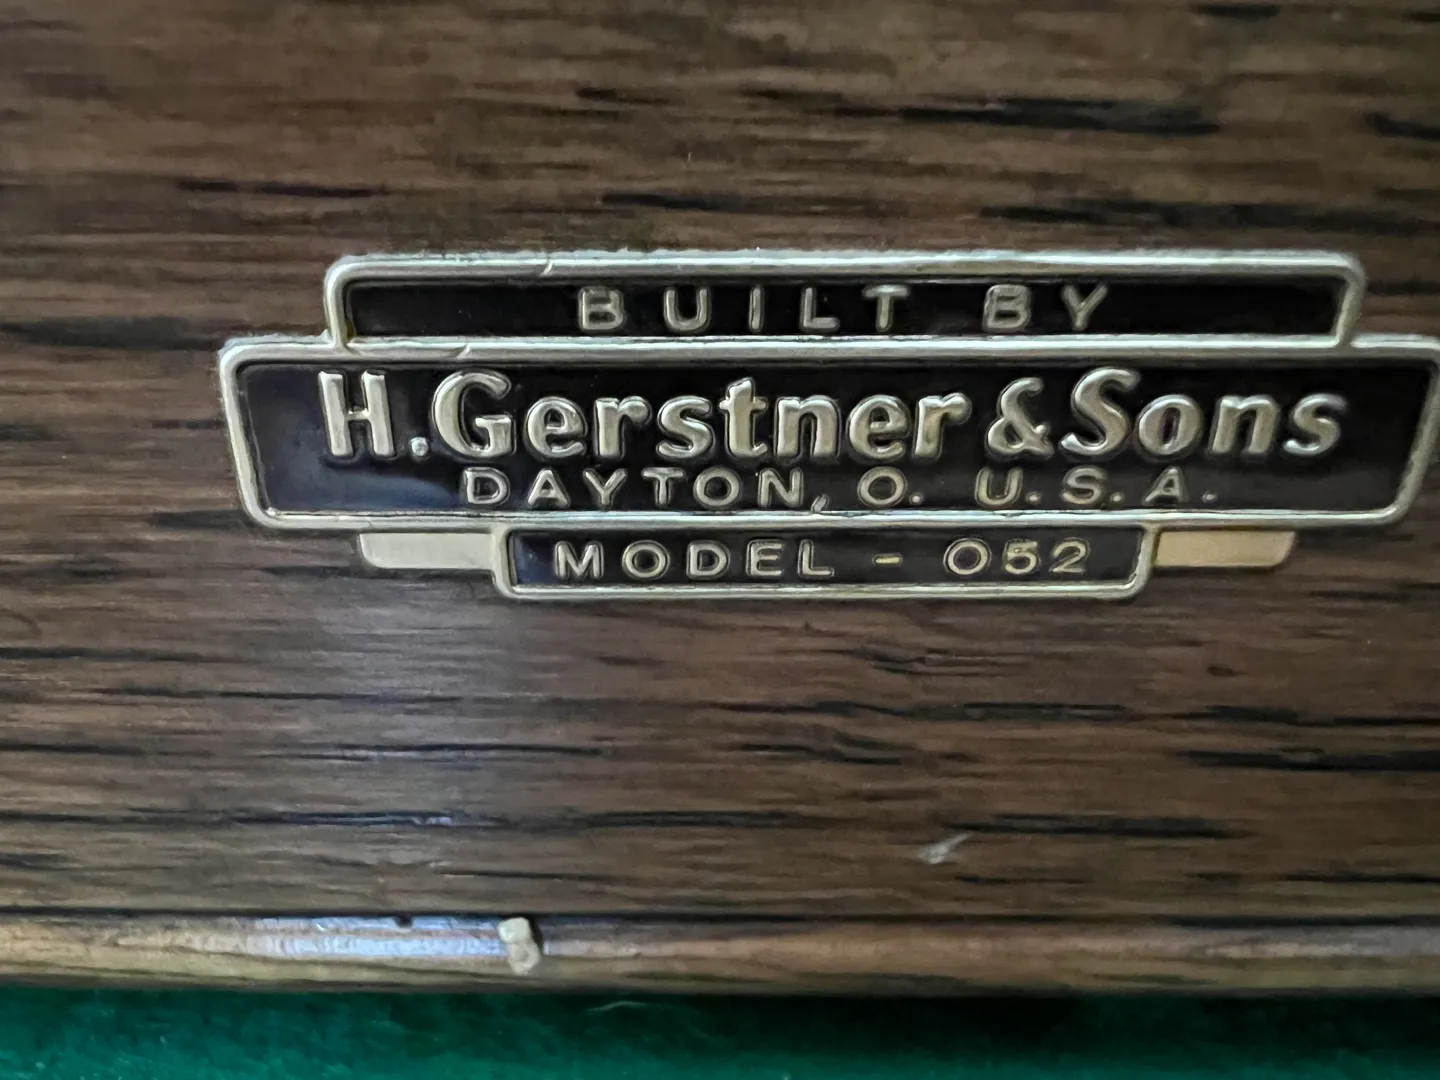 BUILT BY
H. Gerstner & Sons
DAYTON, O. U.S.A.
MODEL - 052